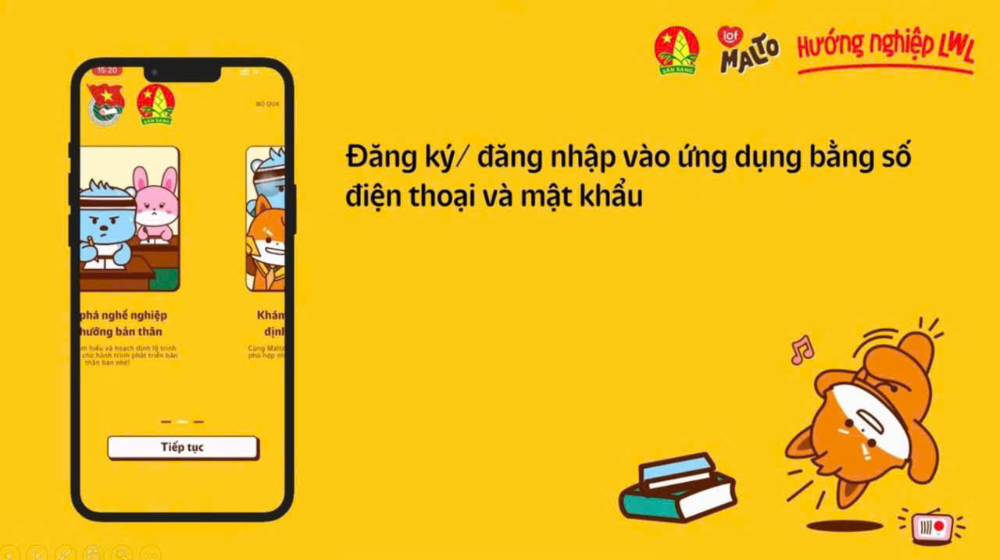 SẴN SÀNG
lof
MALTO
Hướng nghiệp LWL
15:20
SẴN SÀNG
BỎ QUA
Đăng ký/ đăng nhập vào ứng dụng bằng số
điện thoại và mật khẩu
phá nghề nghiệp
hướng bản thân
m hiểu và hoạch định lộ trình
cho hành trình phát triển bản
thân bạn nhé!
Khám
định
Cùng Malto
phù hợp nh
Tiếp tục